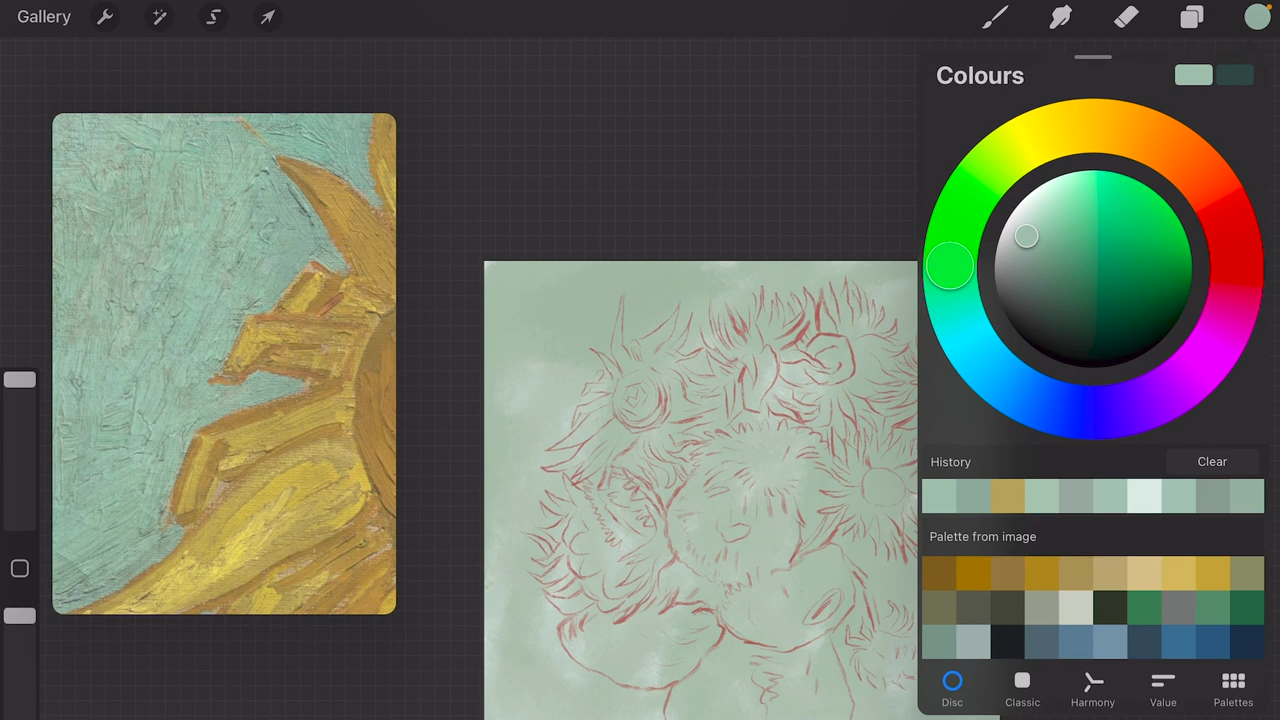 Gallery
Colours
History
Clear
Palette from image
Disc
Classic
Harmony
Value
Palettes